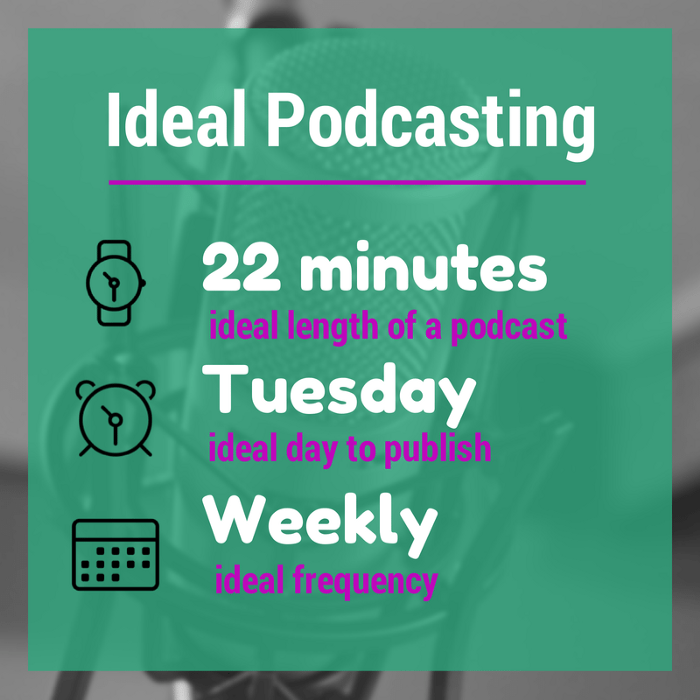 Ideal Podcasting
22 minutes
ideal length of a podcast
Tuesday
ideal day to publish
Weekly
ideal frequency